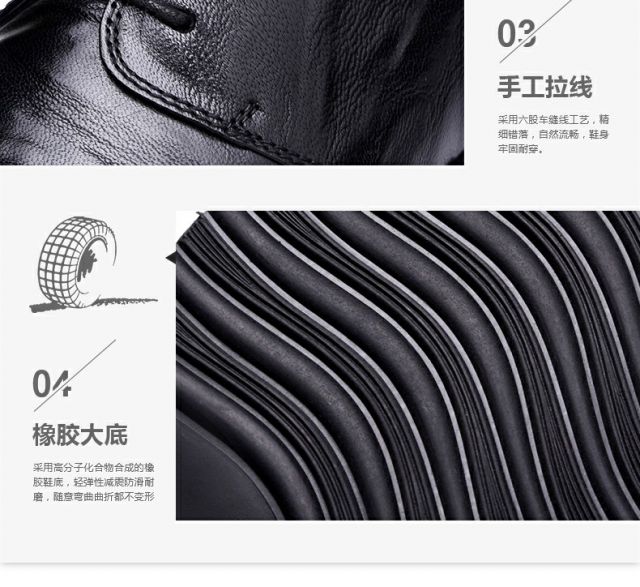 03
手工拉线
采用六股车缝线工艺，精
细错落，自然流畅，鞋身
牢固耐穿。
04
橡胶大底
采用高分子化合物合成的橡
胶鞋底，轻弹性减震防滑耐
磨，随意弯曲曲折都不变形